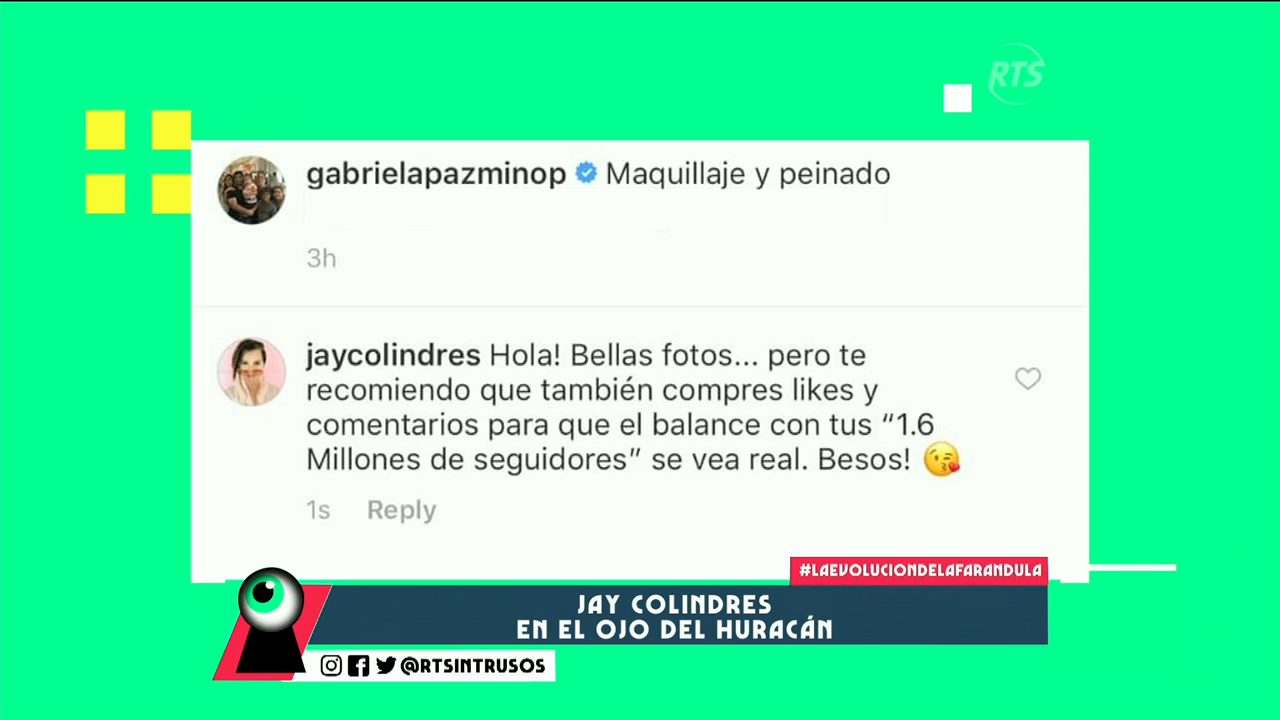 RTS
gabrielapazminop Maquillaje y peinado
3h
jaycolindres Hola! Bellas fotos... pero te
recomiendo que también compres likes y
comentarios para que el balance con tus “1.6
Millones de seguidores” se vea real. Besos! 😘
1s Reply
#LAEVOLUCIONDELAFARANDULA
JAY COLINDRES
EN EL OJO DEL HURACÁN
@RTSINTRUSOS